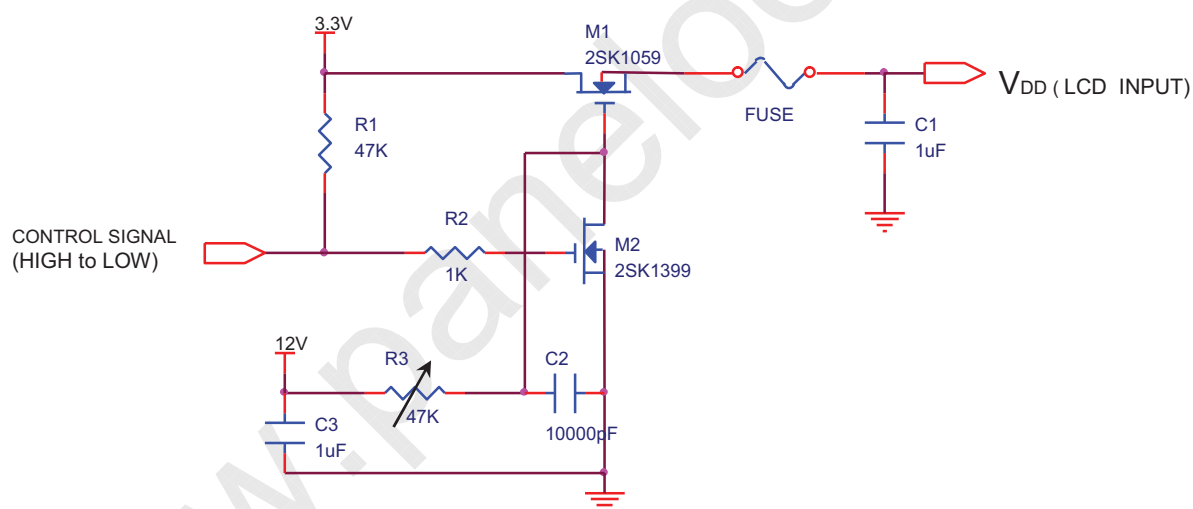 3.3V
M1
2SK1059
FUSE
VDD ( LCD INPUT)
R1
47K
C1
1uF
R2
1K
CONTROL SIGNAL
(HIGH to LOW)
M2
2SK1399
12V
R3
47K
C2
10000pF
C3
1uF
w.panelo